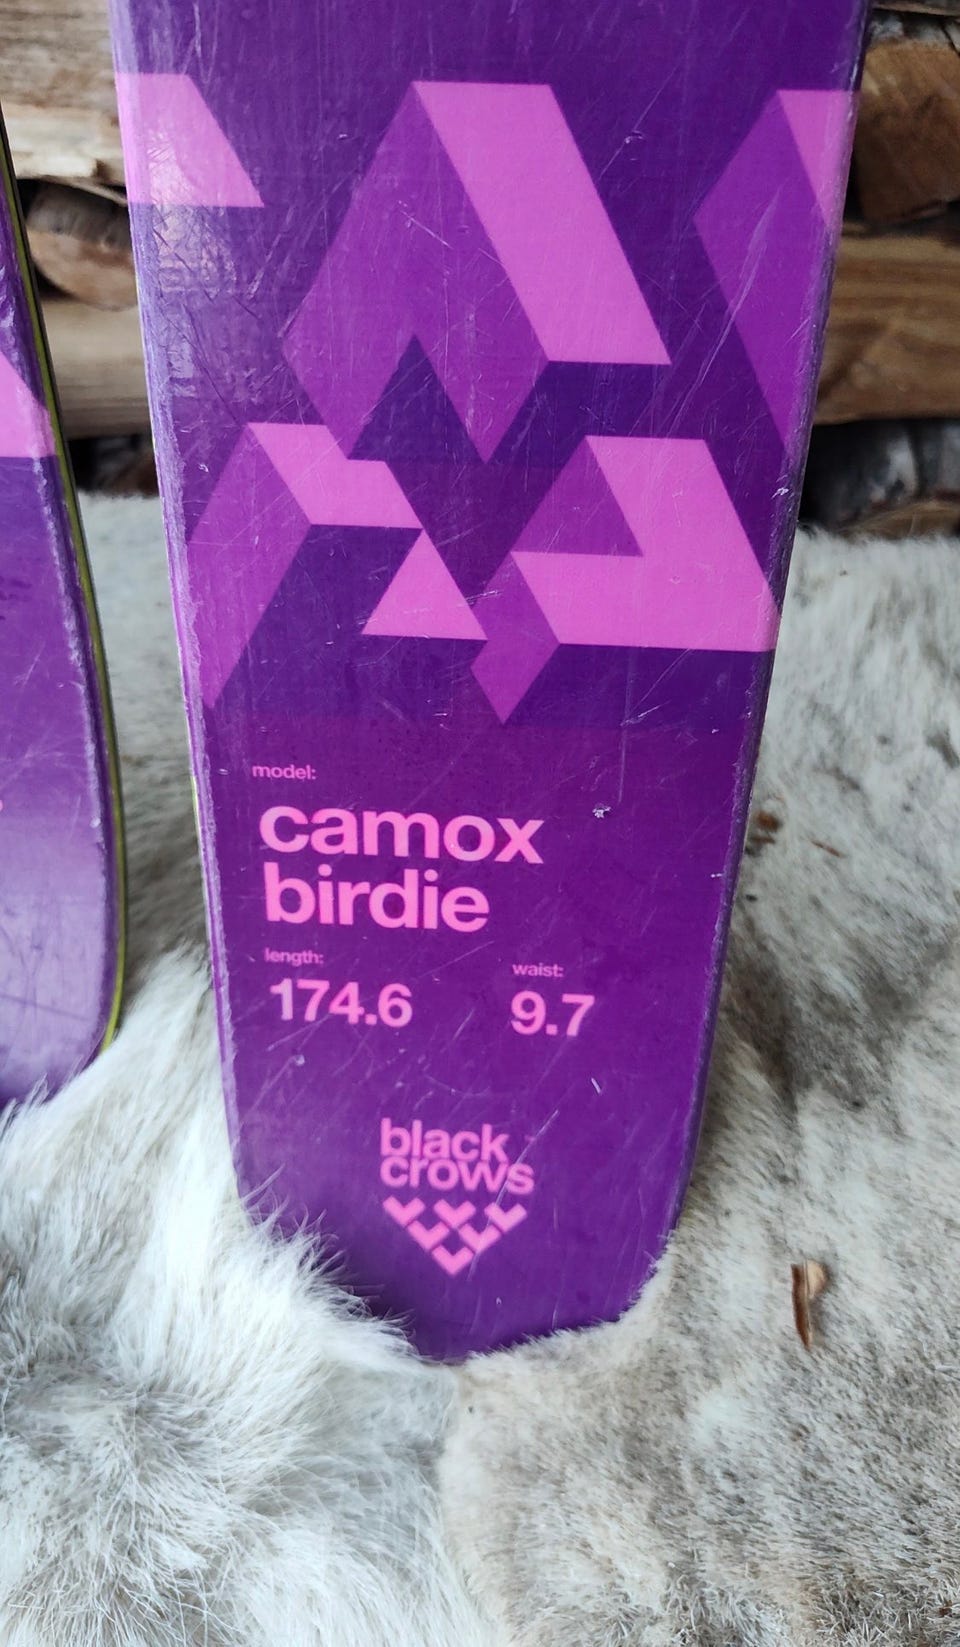 model:
camox
birdie
length: waist:
174.6 9.7
black
crows